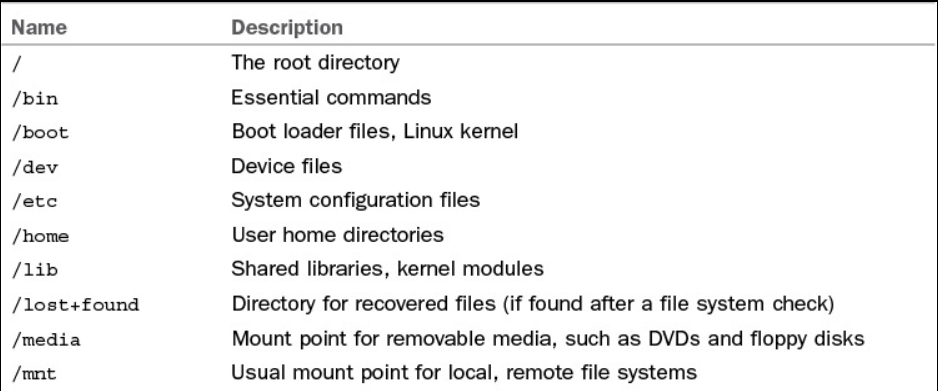 Name Description
/ The root directory
/bin Essential commands
/boot Boot loader files, Linux kernel
/dev Device files
/etc System configuration files
/home User home directories
/lib Shared libraries, kernel modules
/lost+found Directory for recovered files (if found after a file system check)
/media Mount point for removable media, such as DVDs and floppy disks
/mnt Usual mount point for local, remote file systems